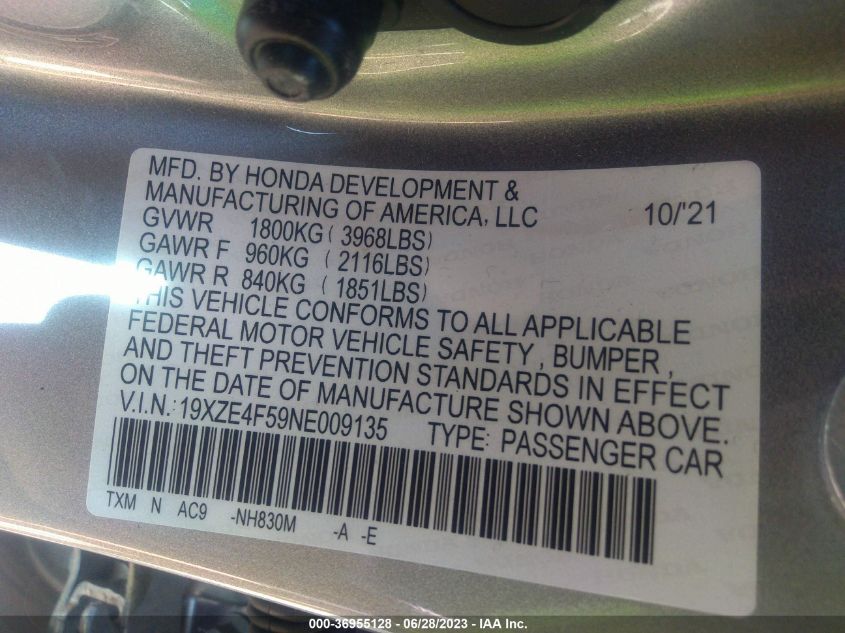 MFD. BY HONDA DEVELOPMENT &
MANUFACTURING OF AMERICA, LLC 10/'21
GVWR 1800KG ( 3968LBS)
GAWR F 960KG ( 2116LBS)
GAWR R 840KG ( 1851LBS)
THIS VEHICLE CONFORMS TO ALL APPLICABLE
FEDERAL MOTOR VEHICLE SAFETY , BUMPER ,
AND THEFT PREVENTION STANDARDS IN EFFECT
ON THE DATE OF MANUFACTURE SHOWN ABOVE.
V.I.N.: 19XZE4F59NE009135 TYPE: PASSENGER CAR
TXM N AC9 -NH830M -A -E
000-36955128 - 06/28/2023 - IAA Inc.